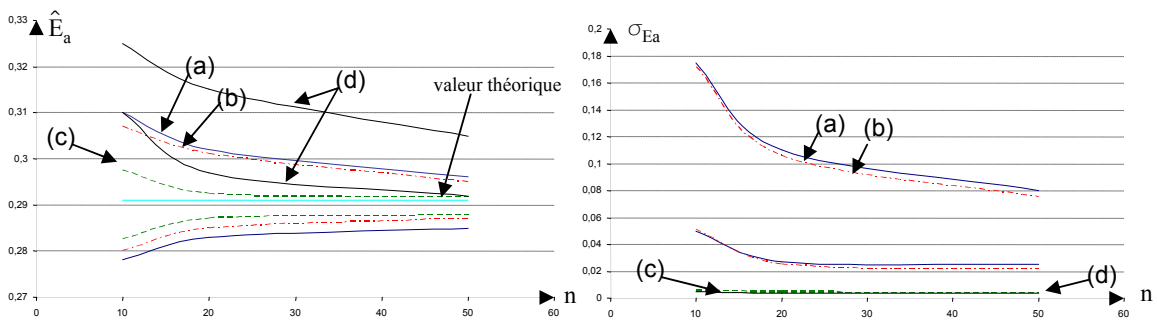 0,33
Ê_a
0,32
(a)
(d)
(b)
valeur théorique
0,31
(c)
0,3
0,29
0,28
0,27
0 10 20 30 40 50 60
n
0,2
σ_Ea
0,18
0,16
0,14
(a) (b)
0,12
0,1
0,08
0,06
0,04
(c) (d)
0,02
0
0 10 20 30 40 50 60
n